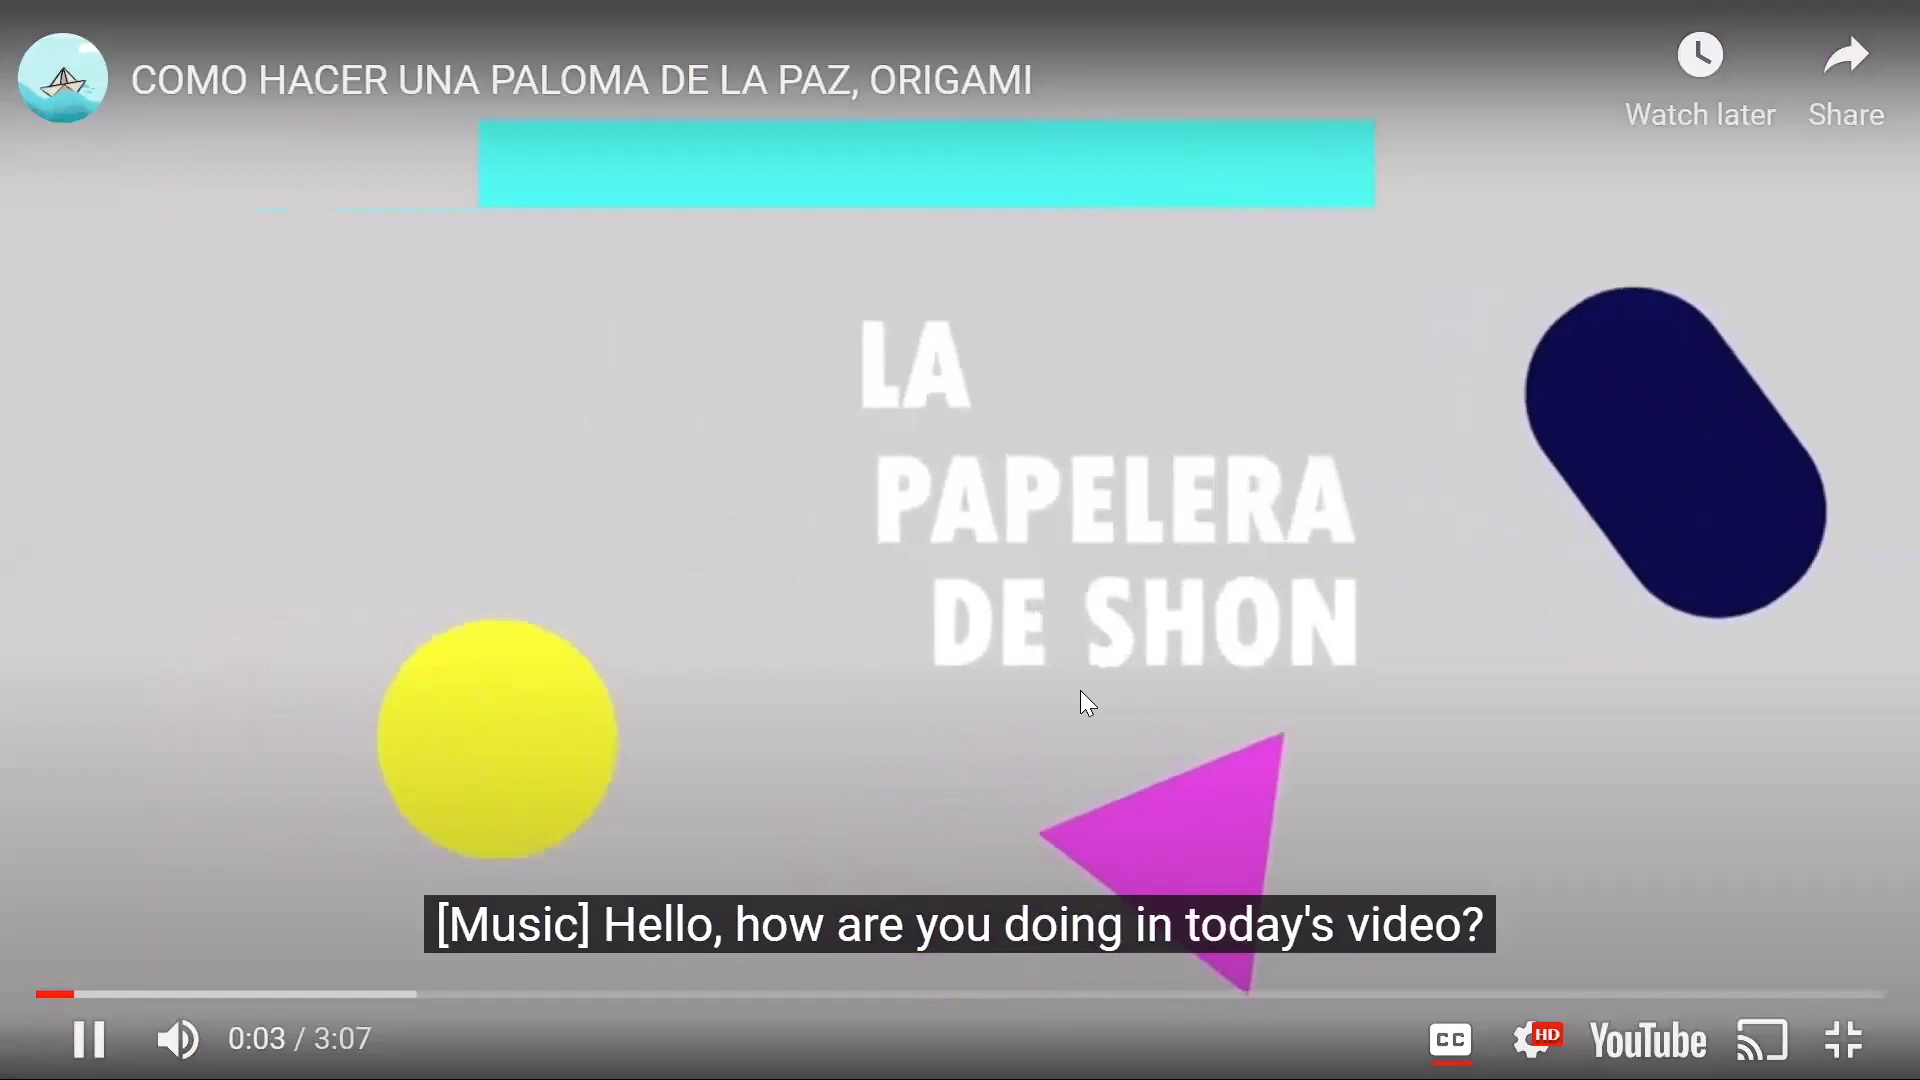 COMO HACER UNA PALOMA DE LA PAZ, ORIGAMI
Watch later
Share
LA
PAPELERA
DE SHON
[Music] Hello, how are you doing in today's video?
0:03 / 3:07
CC
HD
YouTube